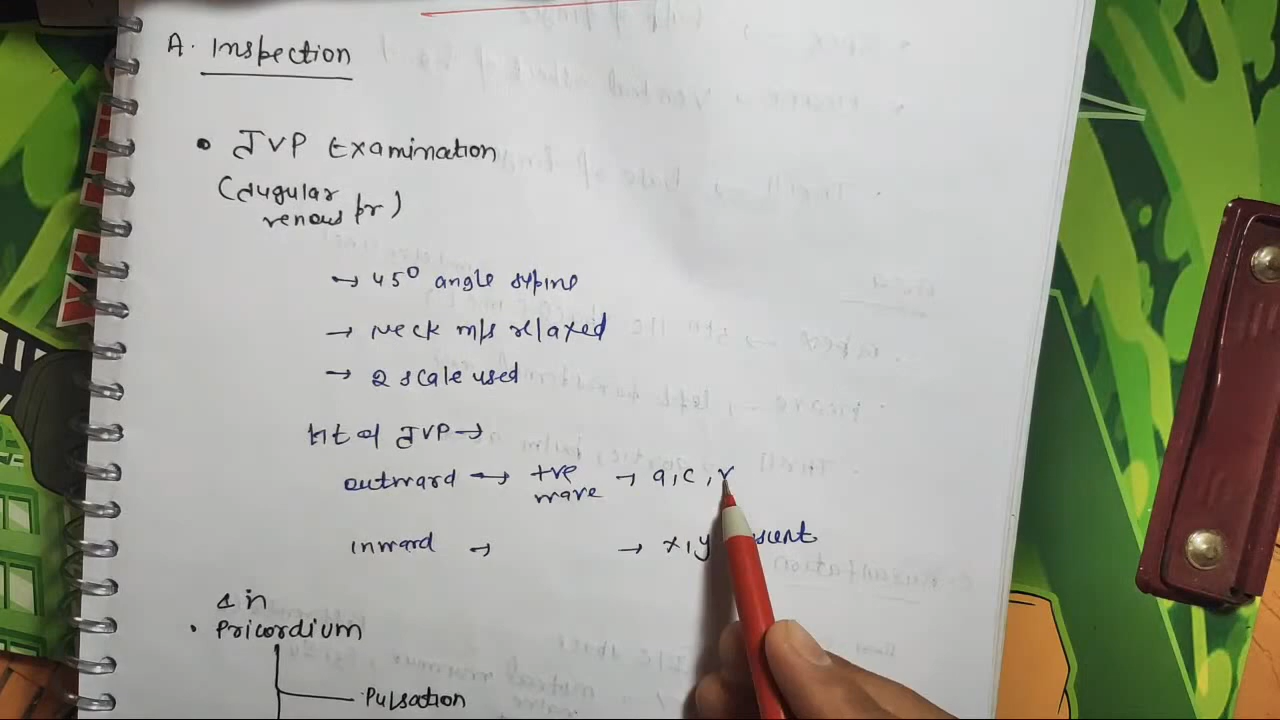 A. Inspection
• JVP Examination
(Jugular
venous pr)
→ 45° angle supine
→ Neck m/s relaxed
→ 2 scale used
ht of JVP →
outward → +ve
wave → a, c, v
inward → → x, y
in
• Pricordium
Pulsation